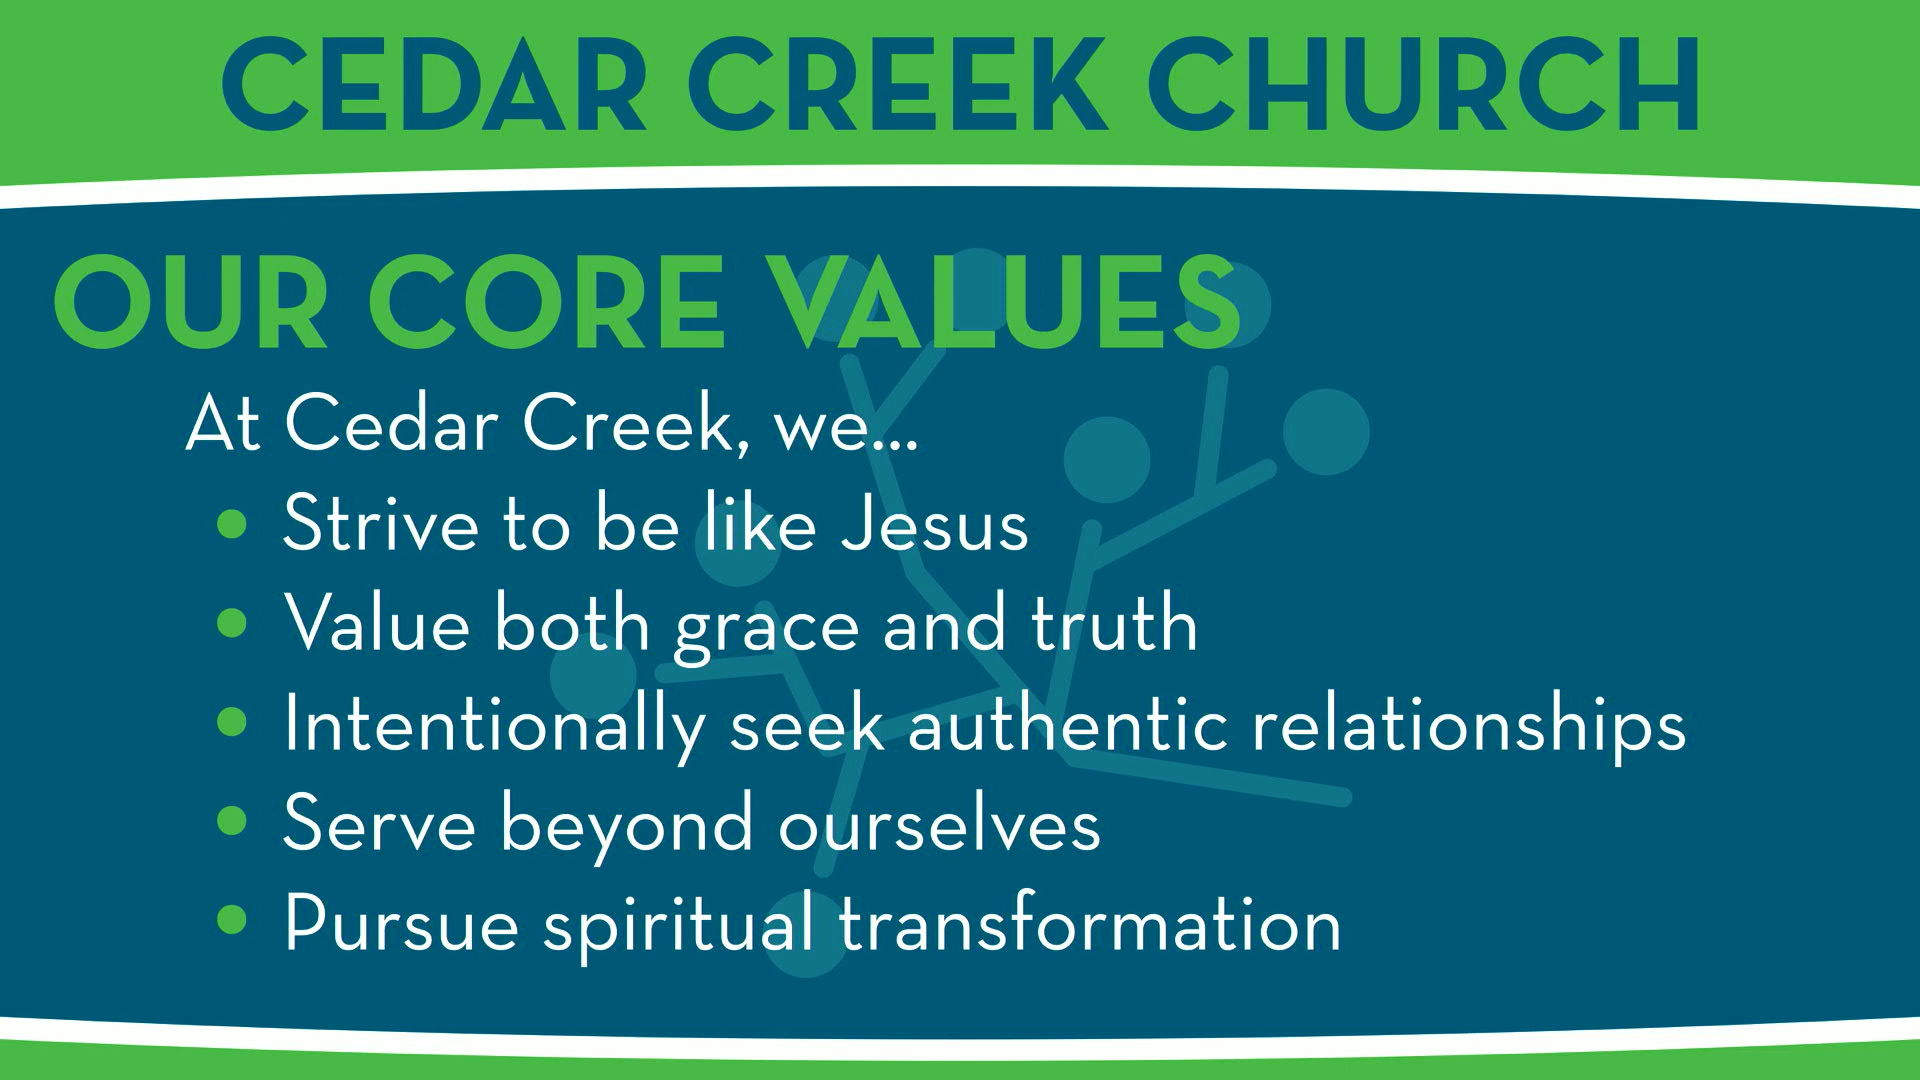 CEDAR CREEK CHURCH
OUR CORE VALUES
At Cedar Creek, we...
• Strive to be like Jesus
• Value both grace and truth
• Intentionally seek authentic relationships
• Serve beyond ourselves
• Pursue spiritual transformation